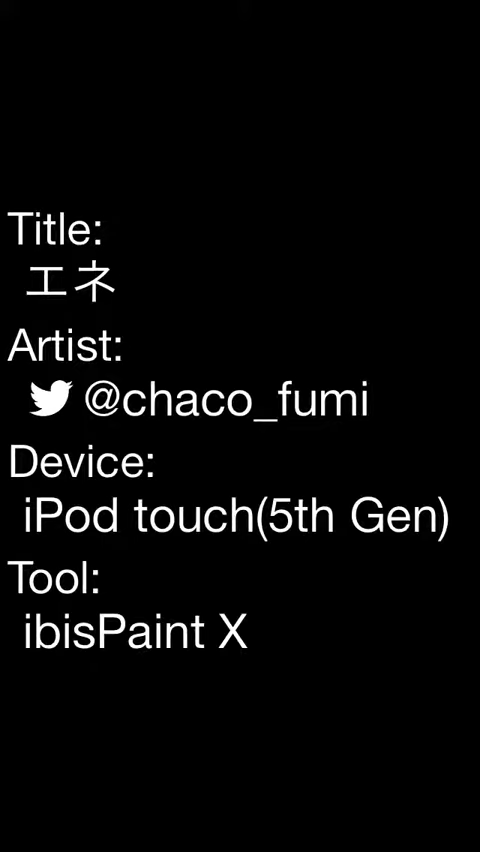 Title:
エネ
Artist:
@chaco_fumi
Device:
iPod touch(5th Gen)
Tool:
ibisPaint X